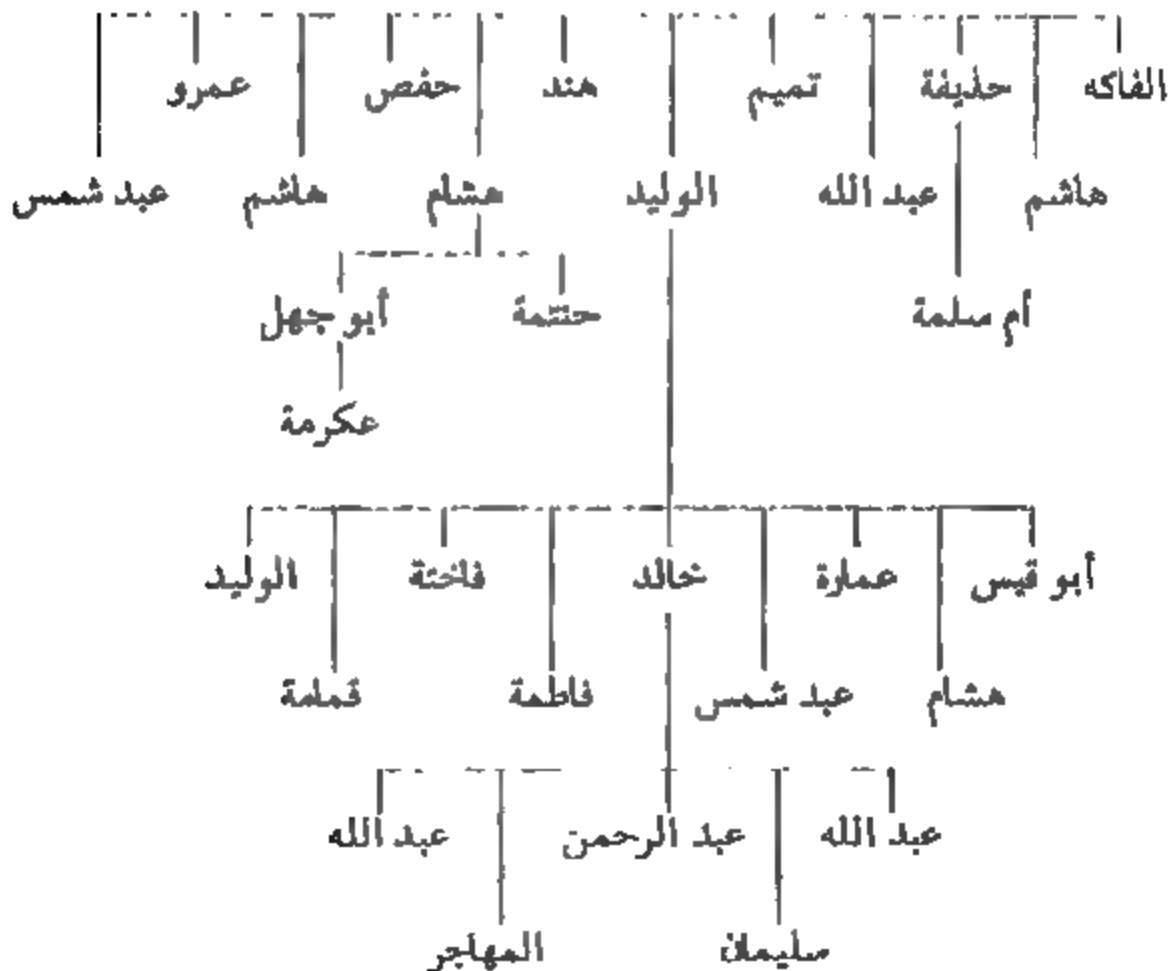 الفاكه حذيفة تميم هند حفص عمرو
هاشم عبد الله الوليد هشام هاشم عبد شمس
أم سلمة حنتمة أبو جهل
عكرمة
أبو قيس عمارة خالد فاختة الوليد
هشام عبد شمس فاطمة قمامة
عبد الله عبد الرحمن عبد الله
سليمان المهاجر